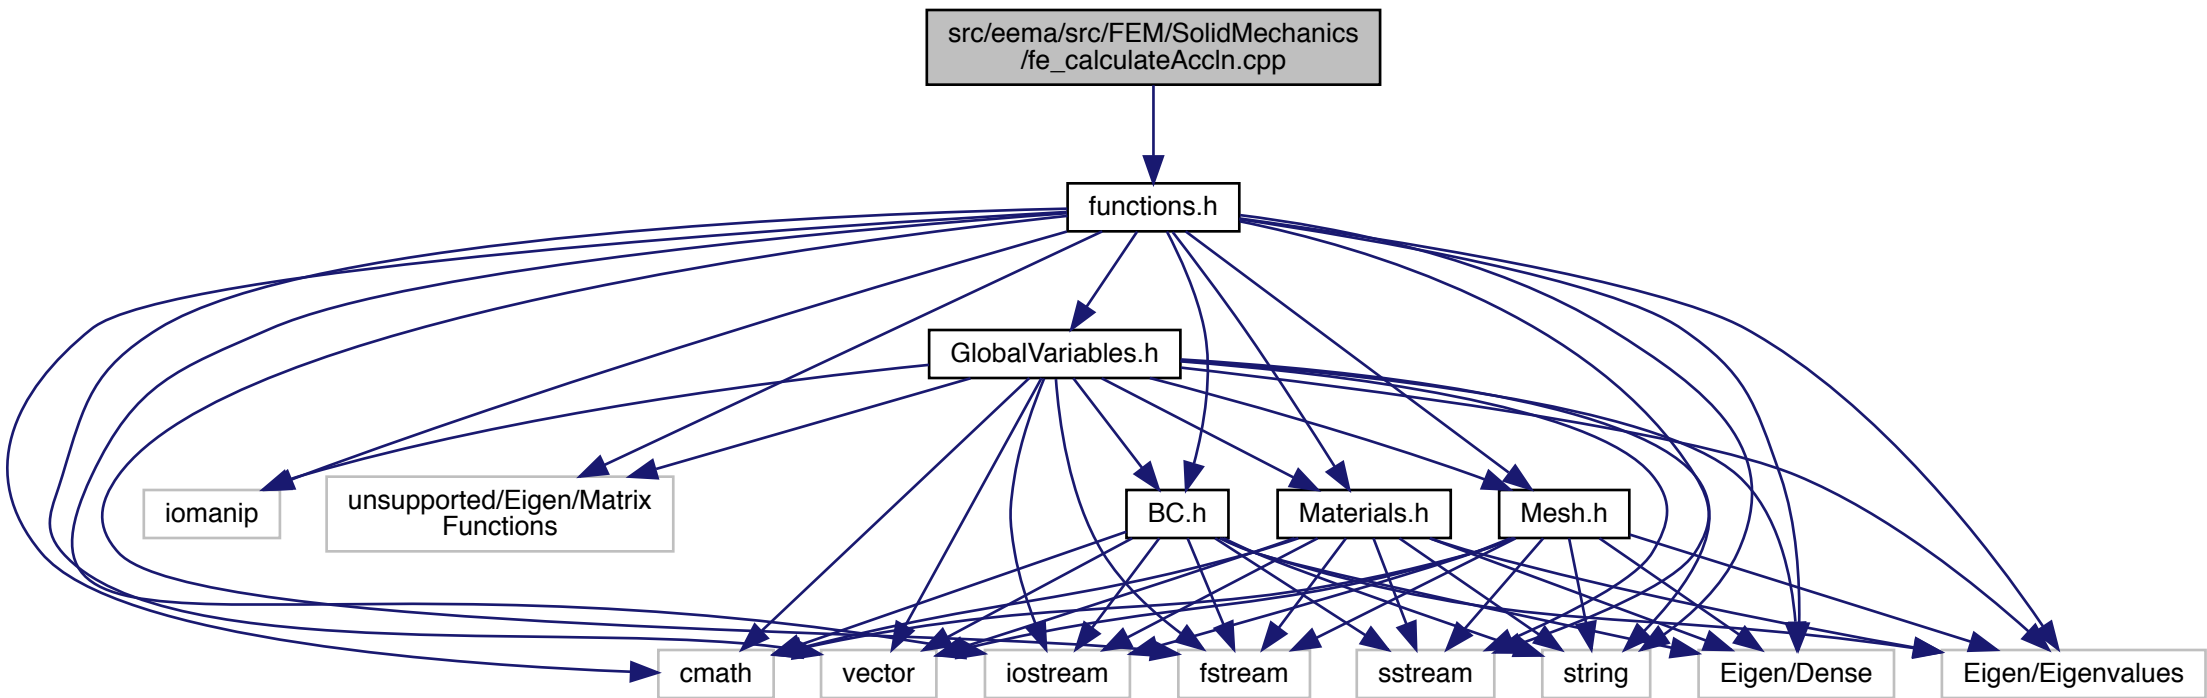 src/eema/src/FEM/SolidMechanics
/fe_calculateAccln.cpp
functions.h
GlobalVariables.h
iomanip
unsupported/Eigen/Matrix
Functions
BC.h
Materials.h
Mesh.h
cmath
vector
iostream
fstream
sstream
string
Eigen/Dense
Eigen/Eigenvalues